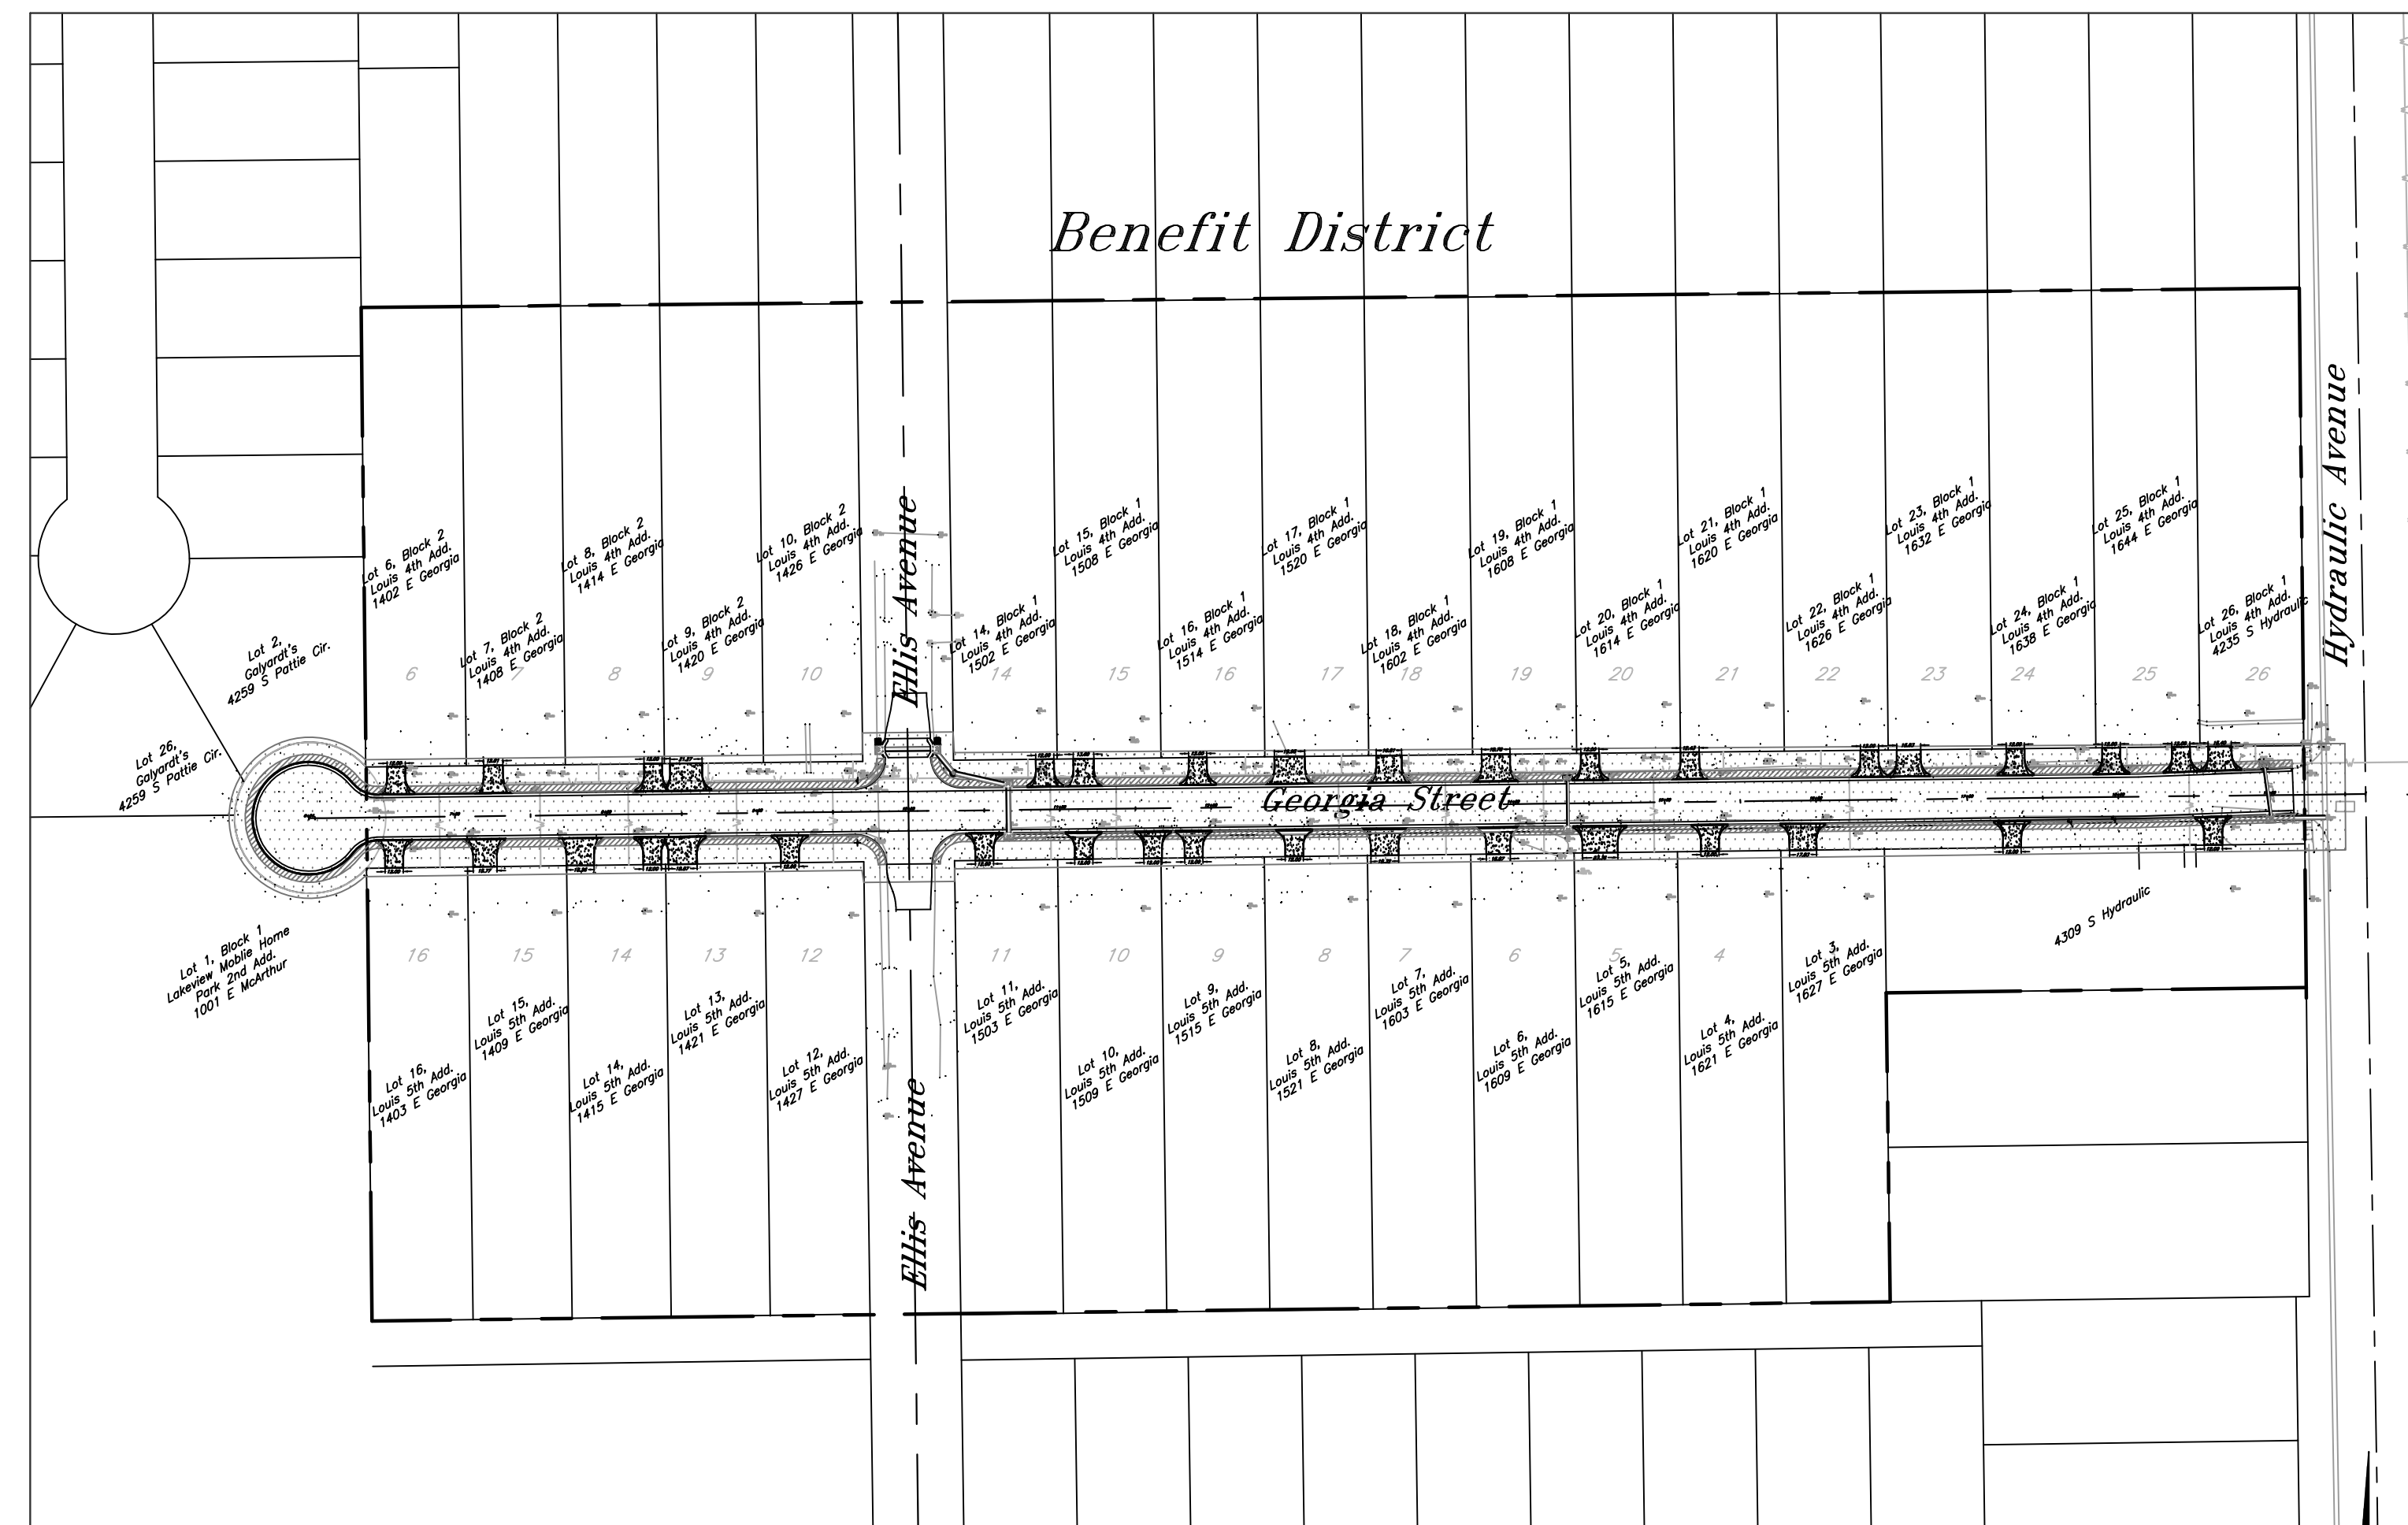 Benefit District
Hydraulic Avenue
Ellis Avenue
Lot 6, Block 2
Louis 4th Add.
1402 E Georgia
Lot 7, Block 2
Louis 4th Add.
1408 E Georgia
Lot 8, Block 2
Louis 4th Add.
1414 E Georgia
Lot 9, Block 2
Louis 4th Add.
1420 E Georgia
Lot 10, Block 2
Louis 4th Add.
1426 E Georgia
Lot 14, Block 1
Louis 4th Add.
1502 E Georgia
Lot 15, Block 1
Louis 4th Add.
1508 E Georgia
Lot 16, Block 1
Louis 4th Add.
1514 E Georgia
Lot 17, Block 1
Louis 4th Add.
1520 E Georgia
Lot 18, Block 1
Louis 4th Add.
1602 E Georgia
Lot 19, Block 1
Louis 4th Add.
1608 E Georgia
Lot 20, Block 1
Louis 4th Add.
1614 E Georgia
Lot 21, Block 1
Louis 4th Add.
1620 E Georgia
Lot 22, Block 1
Louis 4th Add.
1626 E Georgia
Lot 23, Block 1
Louis 4th Add.
1632 E Georgia
Lot 24, Block 1
Louis 4th Add.
1638 E Georgia
Lot 25, Block 1
Louis 4th Add.
1644 E Georgia
Lot 26, Block 1
Louis 4th Add.
4235 S Hydraulic
Lot 2,
Galyardt's
4259 S Pattie Cir.
6 7 8 9 10 14 15 16 17 18 19 20 21 22 23 24 25 26
Lot 26,
Galyardt's
4259 S Pattie Cir.
Georgia Street
Lot 1, Block 1
Lakeview Moblie Home
Park 2nd Add.
1001 E McArthur
4309 S Hydraulic
16 15 14 13 12 11 10 9 8 7 6 5 4
Lot 16,
Louis 5th Add.
1403 E Georgia
Lot 15,
Louis 5th Add.
1409 E Georgia
Lot 14,
Louis 5th Add.
1415 E Georgia
Lot 13,
Louis 5th Add.
1421 E Georgia
Lot 12,
Louis 5th Add.
1427 E Georgia
Lot 11,
Louis 5th Add.
1503 E Georgia
Lot 10,
Louis 5th Add.
1509 E Georgia
Lot 9,
Louis 5th Add.
1515 E Georgia
Lot 8,
Louis 5th Add.
1521 E Georgia
Lot 7,
Louis 5th Add.
1603 E Georgia
Lot 6,
Louis 5th Add.
1609 E Georgia
Lot 5,
Louis 5th Add.
1615 E Georgia
Lot 4,
Louis 5th Add.
1621 E Georgia
Lot 3,
Louis 5th Add.
1627 E Georgia
Ellis Avenue